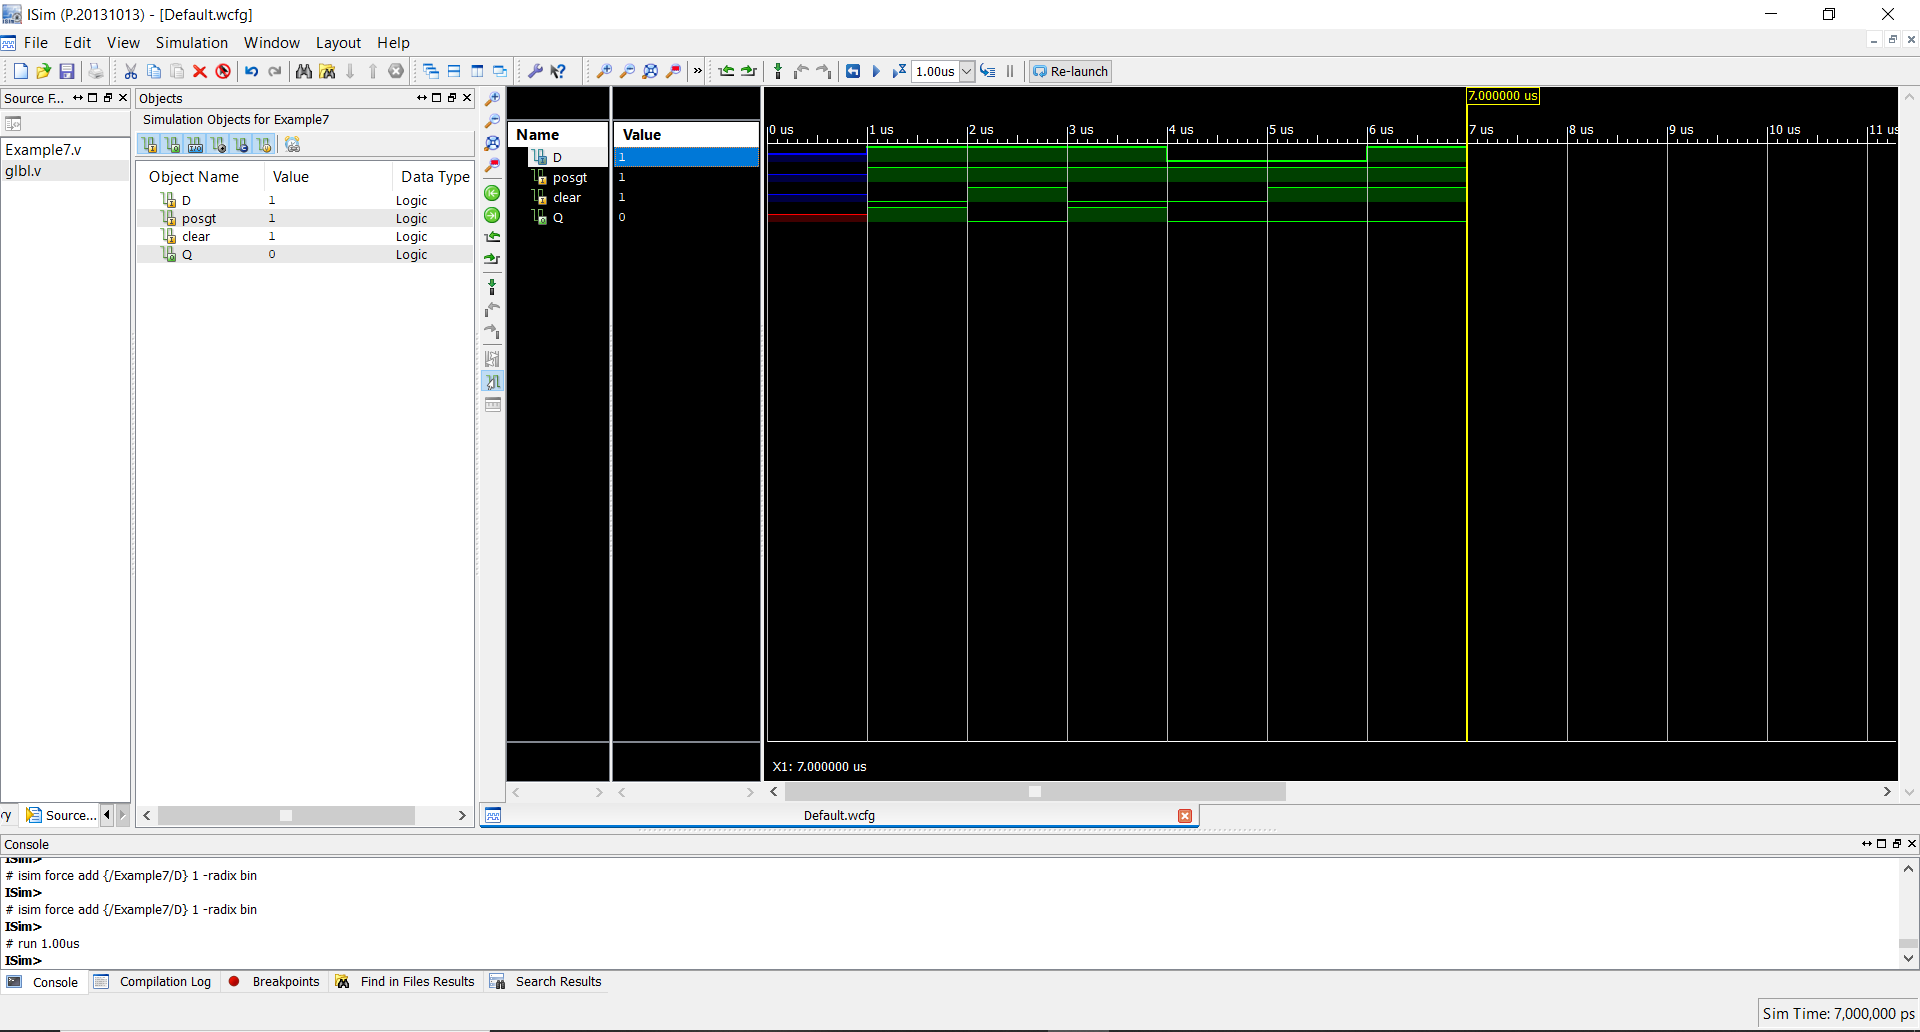 ISim (P.20131013) - [Default.wcfg]
File Edit View Simulation Window Layout Help
1.00us Re-launch
Source F...
Example7.v
glbl.v
Source...
Objects
Simulation Objects for Example7
Object Name Value Data Type
D 1 Logic
posgt 1 Logic
clear 1 Logic
Q 0 Logic
Name Value
D 1
posgt 1
clear 1
Q 0
7.000000 us
0 us 1 us 2 us 3 us 4 us 5 us 6 us 7 us 8 us 9 us 10 us 11 us
X1: 7.000000 us
Default.wcfg
Console
ISim>
# isim force add {/Example7/D} 1 -radix bin
ISim>
# isim force add {/Example7/D} 1 -radix bin
ISim>
# run 1.00us
ISim>
Console Compilation Log Breakpoints Find in Files Results Search Results
Sim Time: 7,000,000 ps